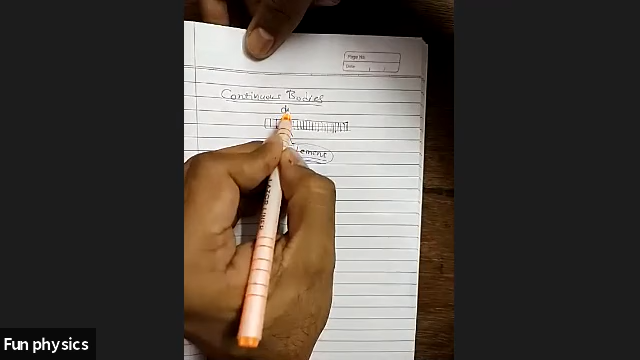 Page No.
Date
Continuous Bodies
dx
Element
Fun physics